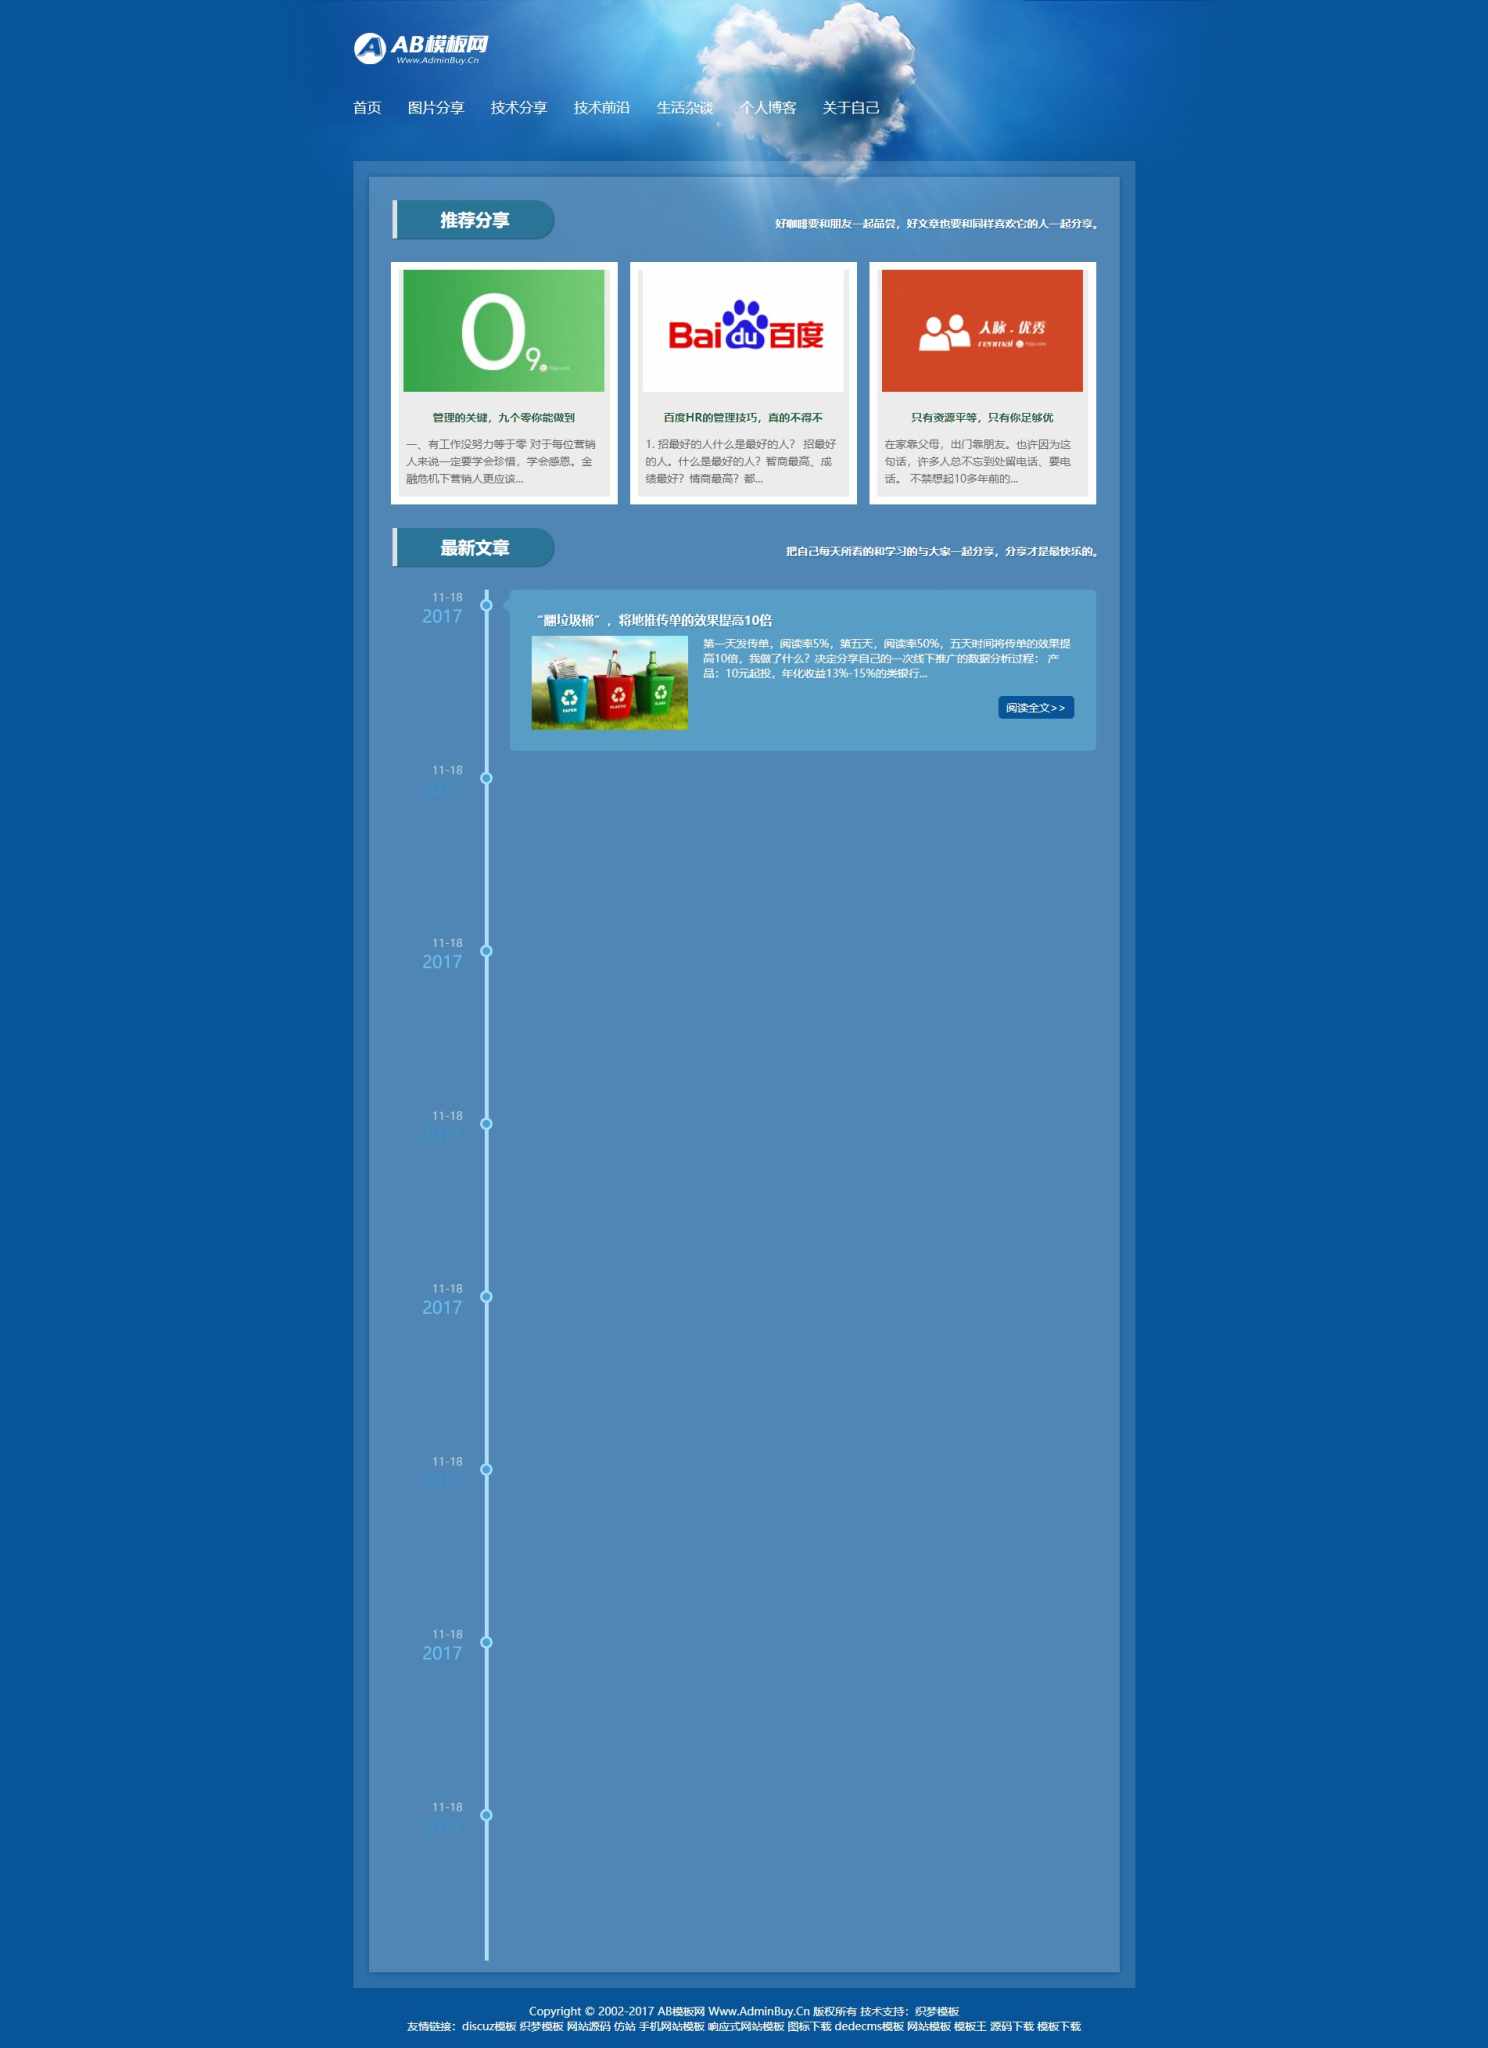 AB模板网
Www.AdminBuy.Cn
首页 图片分享 技术分享 技术前沿 生活杂谈 个人博客 关于自己
推荐分享
好咖啡要和朋友一起品尝，好文章也要和同样喜欢它的人一起分享。
0
9
Bai du 百度
人脉.优秀
renmai
管理的关键，九个零你能做到
一、有工作没努力等于零 对于每位营销
人来说一定要学会珍惜，学会感恩。金
融危机下营销人更应该...
百度HR的管理技巧，真的不得不
1. 招最好的人什么是最好的人？ 招最好
的人。什么是最好的人？智商最高、成
绩最好？情商最高？都...
只有资源平等，只有你足够优
在家靠父母，出门靠朋友。也许因为这
句话，许多人总不忘到处留电话、要电
话。 不禁想起10多年前的...
最新文章
把自己每天所看的和学习的与大家一起分享，分享才是最快乐的。
11-18
2017
“翻垃圾桶”，将地推传单的效果提高10倍
PAPER
PLASTIC
GLASS
第一天发传单，阅读率5%，第五天，阅读率50%，五天时间将传单的效果提
高10倍，我做了什么？决定分享自己的一次线下推广的数据分析过程： 产
品：10元起投，年化收益13%-15%的类银行...
阅读全文>>
11-18
2017
11-18
2017
11-18
2017
11-18
2017
11-18
2017
11-18
2017
11-18
2017
Copyright © 2002-2017 AB模板网 Www.AdminBuy.Cn 版权所有 技术支持：织梦模板
友情链接：discuz模板 织梦模板 网站源码 仿站 手机网站模板 响应式网站模板 图标下载 dedecms模板 网站模板 模板王 源码下载 模板下载